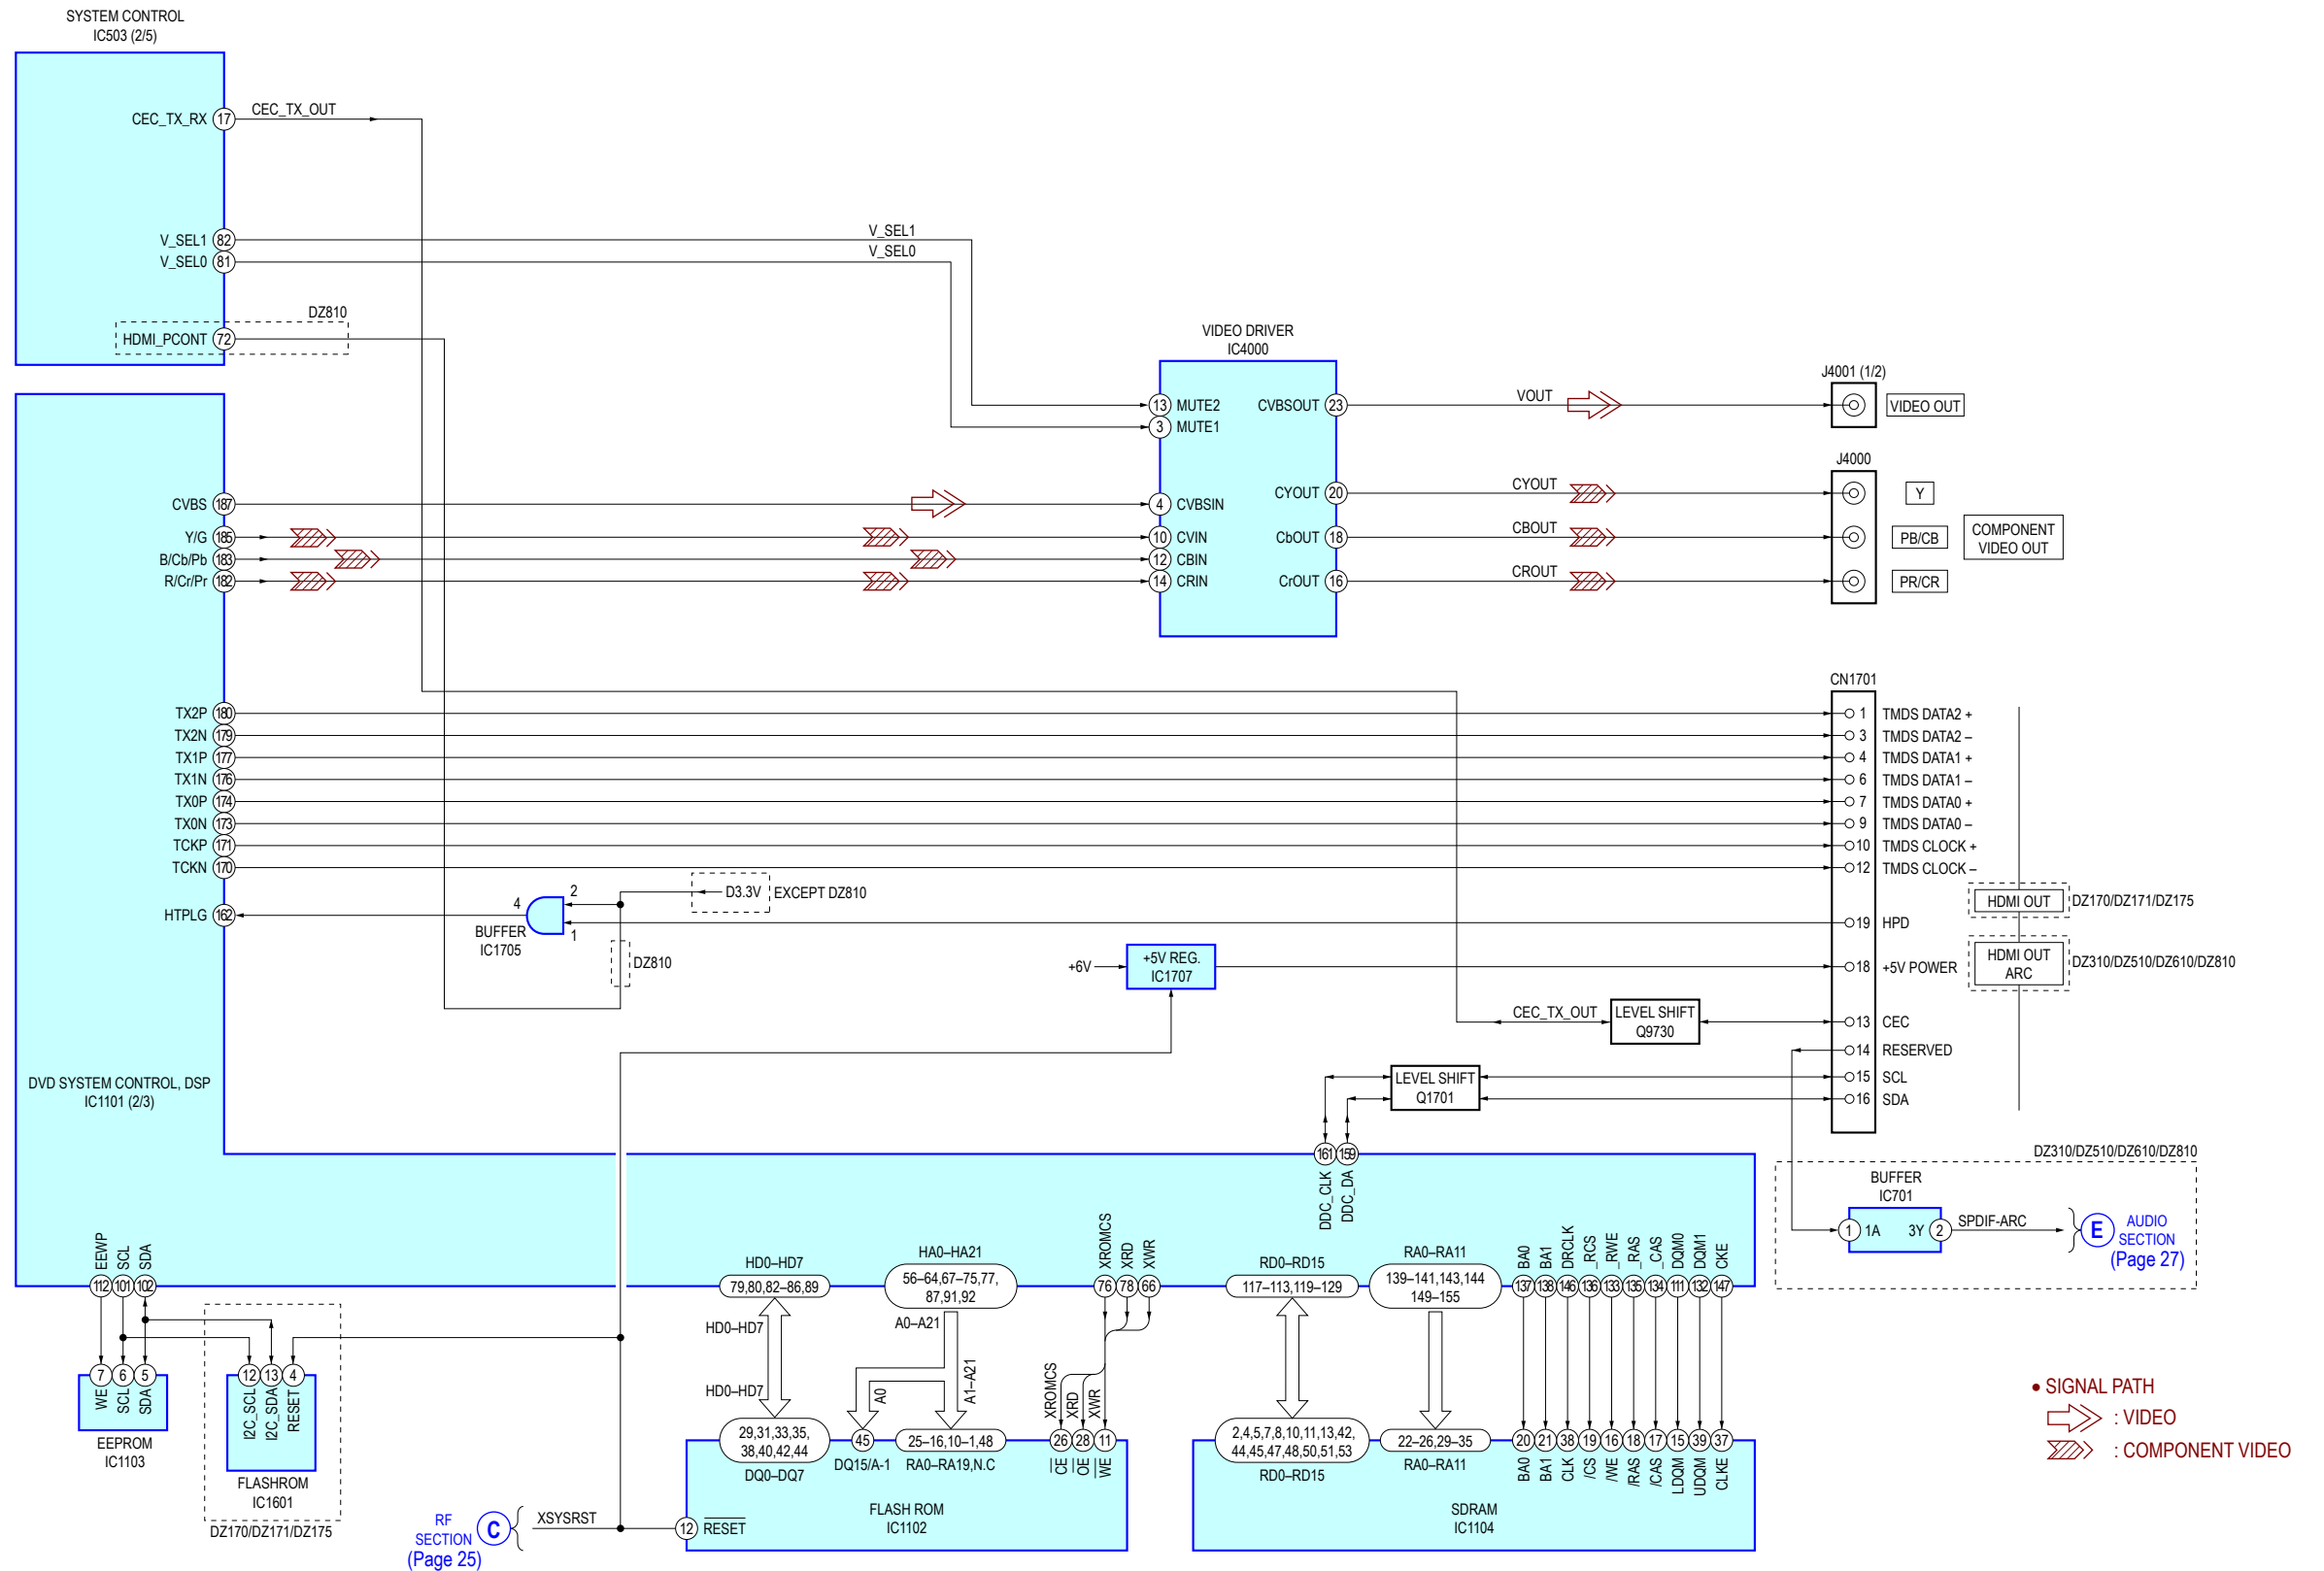 SYSTEM CONTROL
IC503 (2/5)
CEC_TX_RX 17 CEC_TX_OUT
V_SEL1 82 V_SEL1
V_SEL0 81 V_SEL0
DZ810
HDMI_PCONT 72
VIDEO DRIVER
IC4000
13 MUTE2
3 MUTE1
4 CVBSIN
10 CVIN
12 CBIN
14 CRIN
CVBSOUT 23
CYOUT 20
CbOUT 18
CrOUT 16
VOUT
CYOUT
CBOUT
CROUT
J4001 (1/2)
VIDEO OUT
J4000
Y
PB/CB
PR/CR
COMPONENT
VIDEO OUT
CVBS 187
Y/G 185
B/Cb/Pb 183
R/Cr/Pr 182
TX2P 180
TX2N 179
TX1P 177
TX1N 176
TX0P 174
TX0N 173
TCKP 171
TCKN 170
HTPLG 162
DVD SYSTEM CONTROL, DSP
IC1101 (2/3)
4
2
1
BUFFER
IC1705
D3.3V
EXCEPT DZ810
DZ810
+6V
+5V REG.
IC1707
CN1701
1 TMDS DATA2 +
3 TMDS DATA2 –
4 TMDS DATA1 +
6 TMDS DATA1 –
7 TMDS DATA0 +
9 TMDS DATA0 –
10 TMDS CLOCK +
12 TMDS CLOCK –
19 HPD
18 +5V POWER
13 CEC
14 RESERVED
15 SCL
16 SDA
HDMI OUT
DZ170/DZ171/DZ175
HDMI OUT
ARC
DZ310/DZ510/DZ610/DZ810
CEC_TX_OUT
LEVEL SHIFT
Q9730
LEVEL SHIFT
Q1701
161 159
DDC_CLK
DDC_DA
DZ310/DZ510/DZ610/DZ810
BUFFER
IC701
1 1A
3Y 2
SPDIF-ARC
E
AUDIO
SECTION
(Page 27)
EEWP
SCL
SDA
112 101 102
7 6 5
WE
SCL
SDA
EEPROM
IC1103
12 13 4
I2C_SCL
I2C_SDA
RESET
FLASHROM
IC1601
DZ170/DZ171/DZ175
HD0–HD7
79,80,82–86,89
HD0–HD7
HD0–HD7
29,31,33,35,
38,40,42,44
DQ0–DQ7
HA0–HA21
56–64,67–75,77,
87,91,92
A0–A21
A0
A1–A21
45
DQ15/A-1
25–16,10–1,48
RA0–RA19,N.C
XROMCS
XRD
XWR
76 78 66
XROMCS
XRD
XWR
26 28 11
CE
OE
WE
FLASH ROM
IC1102
12 RESET
RF
SECTION
(Page 25)
C
XSYSRST
RD0–RD15
117–113,119–129
2,4,5,7,8,10,11,13,42,
44,45,47,48,50,51,53
RD0–RD15
RA0–RA11
139–141,143,144
149–155
22–26,29–35
RA0–RA11
BA0
BA1
DRCLK
_RCS
_RWE
_RAS
_CAS
DQM0
DQM1
CKE
137 138 146 136 133 135 134 111 132 147
20 21 38 19 16 18 17 15 39 37
BA0
BA1
CLK
/CS
/WE
/RAS
/CAS
LDQM
UDQM
CLKE
SDRAM
IC1104
• SIGNAL PATH
: VIDEO
: COMPONENT VIDEO